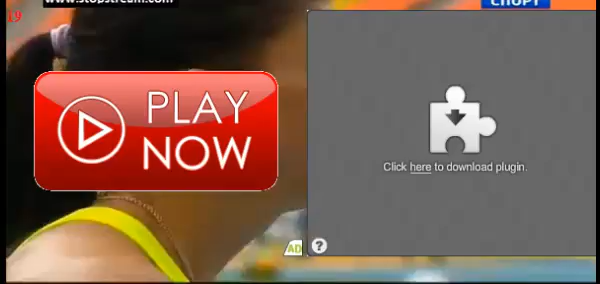 www.stopstream.com
СПОРТ
19
PLAY
NOW
Click here to download plugin.
AD
?